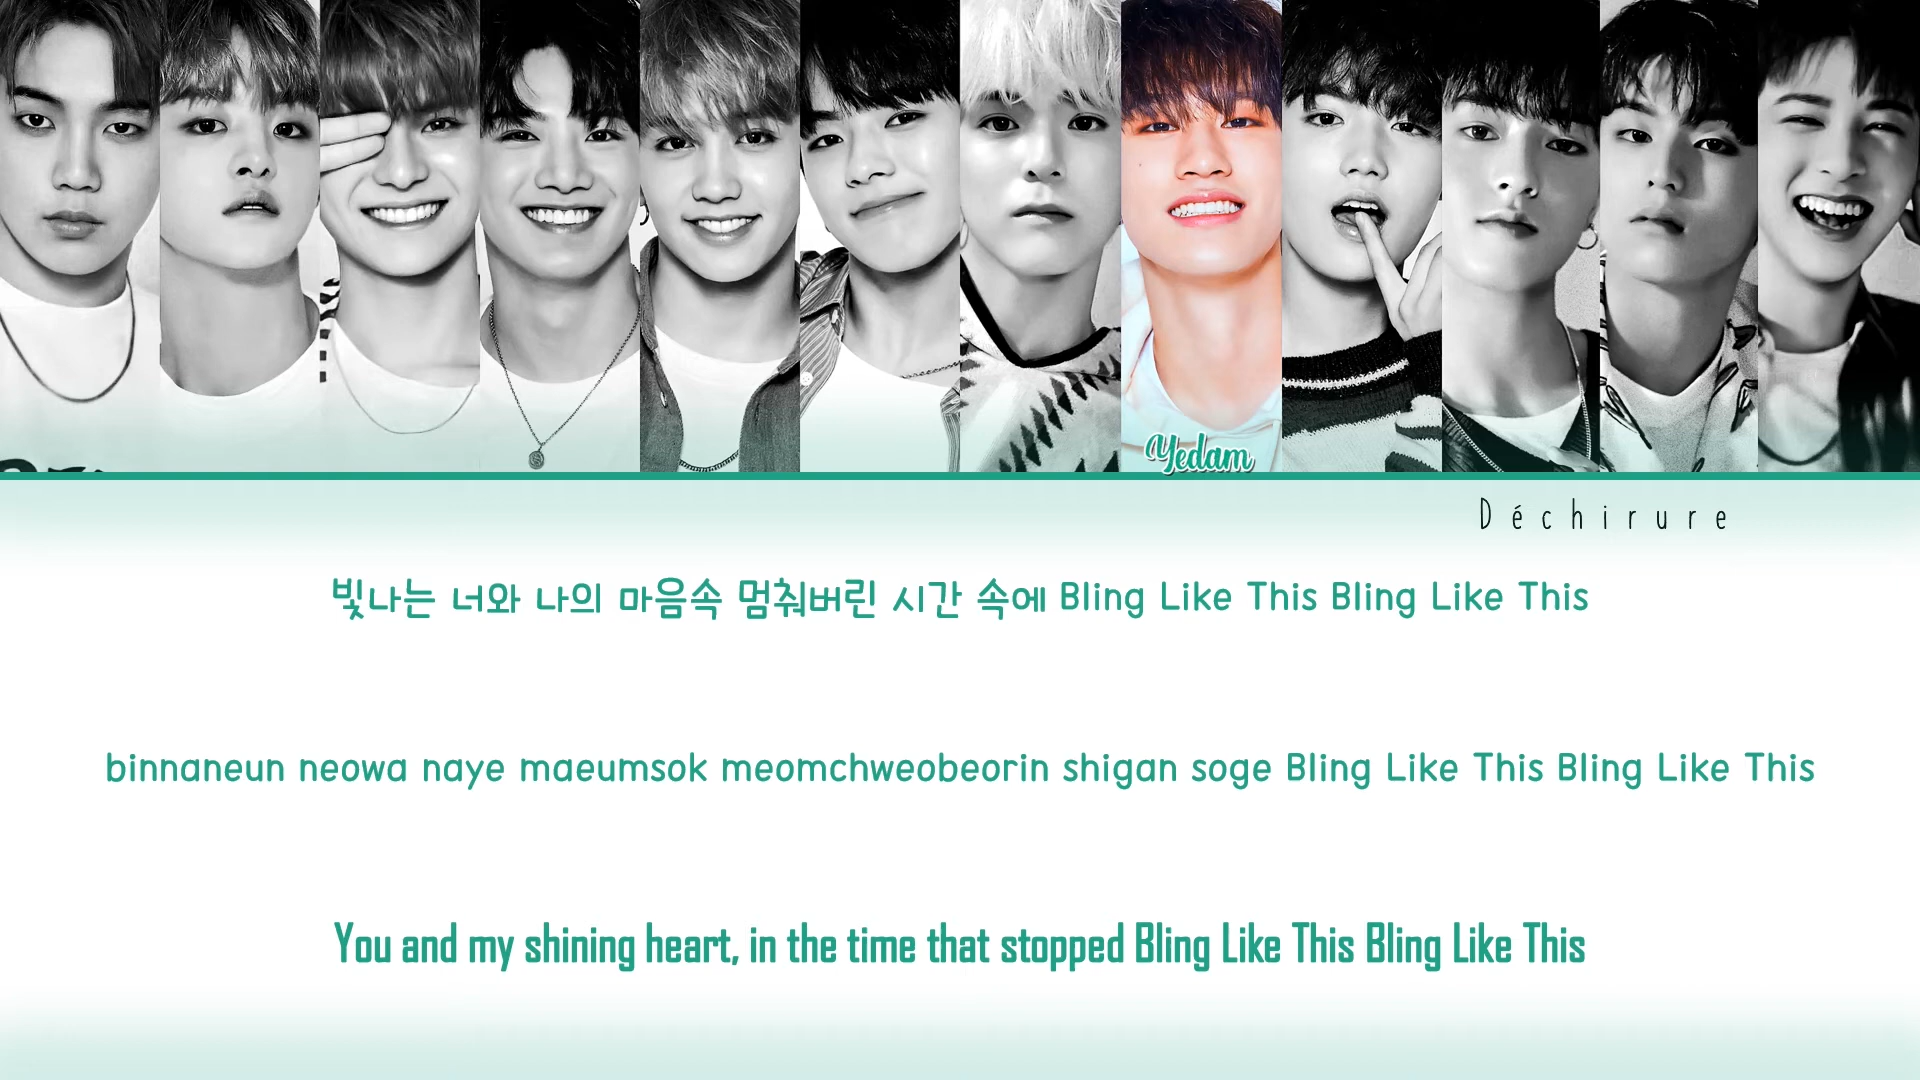 Yedam
Déchirure
빛나는 너와 나의 마음속 멈춰버린 시간 속에 Bling Like This Bling Like This
binnaneun neowa naye maeumsok meomchweobeorin shigan soge Bling Like This Bling Like This
You and my shining heart, in the time that stopped Bling Like This Bling Like This